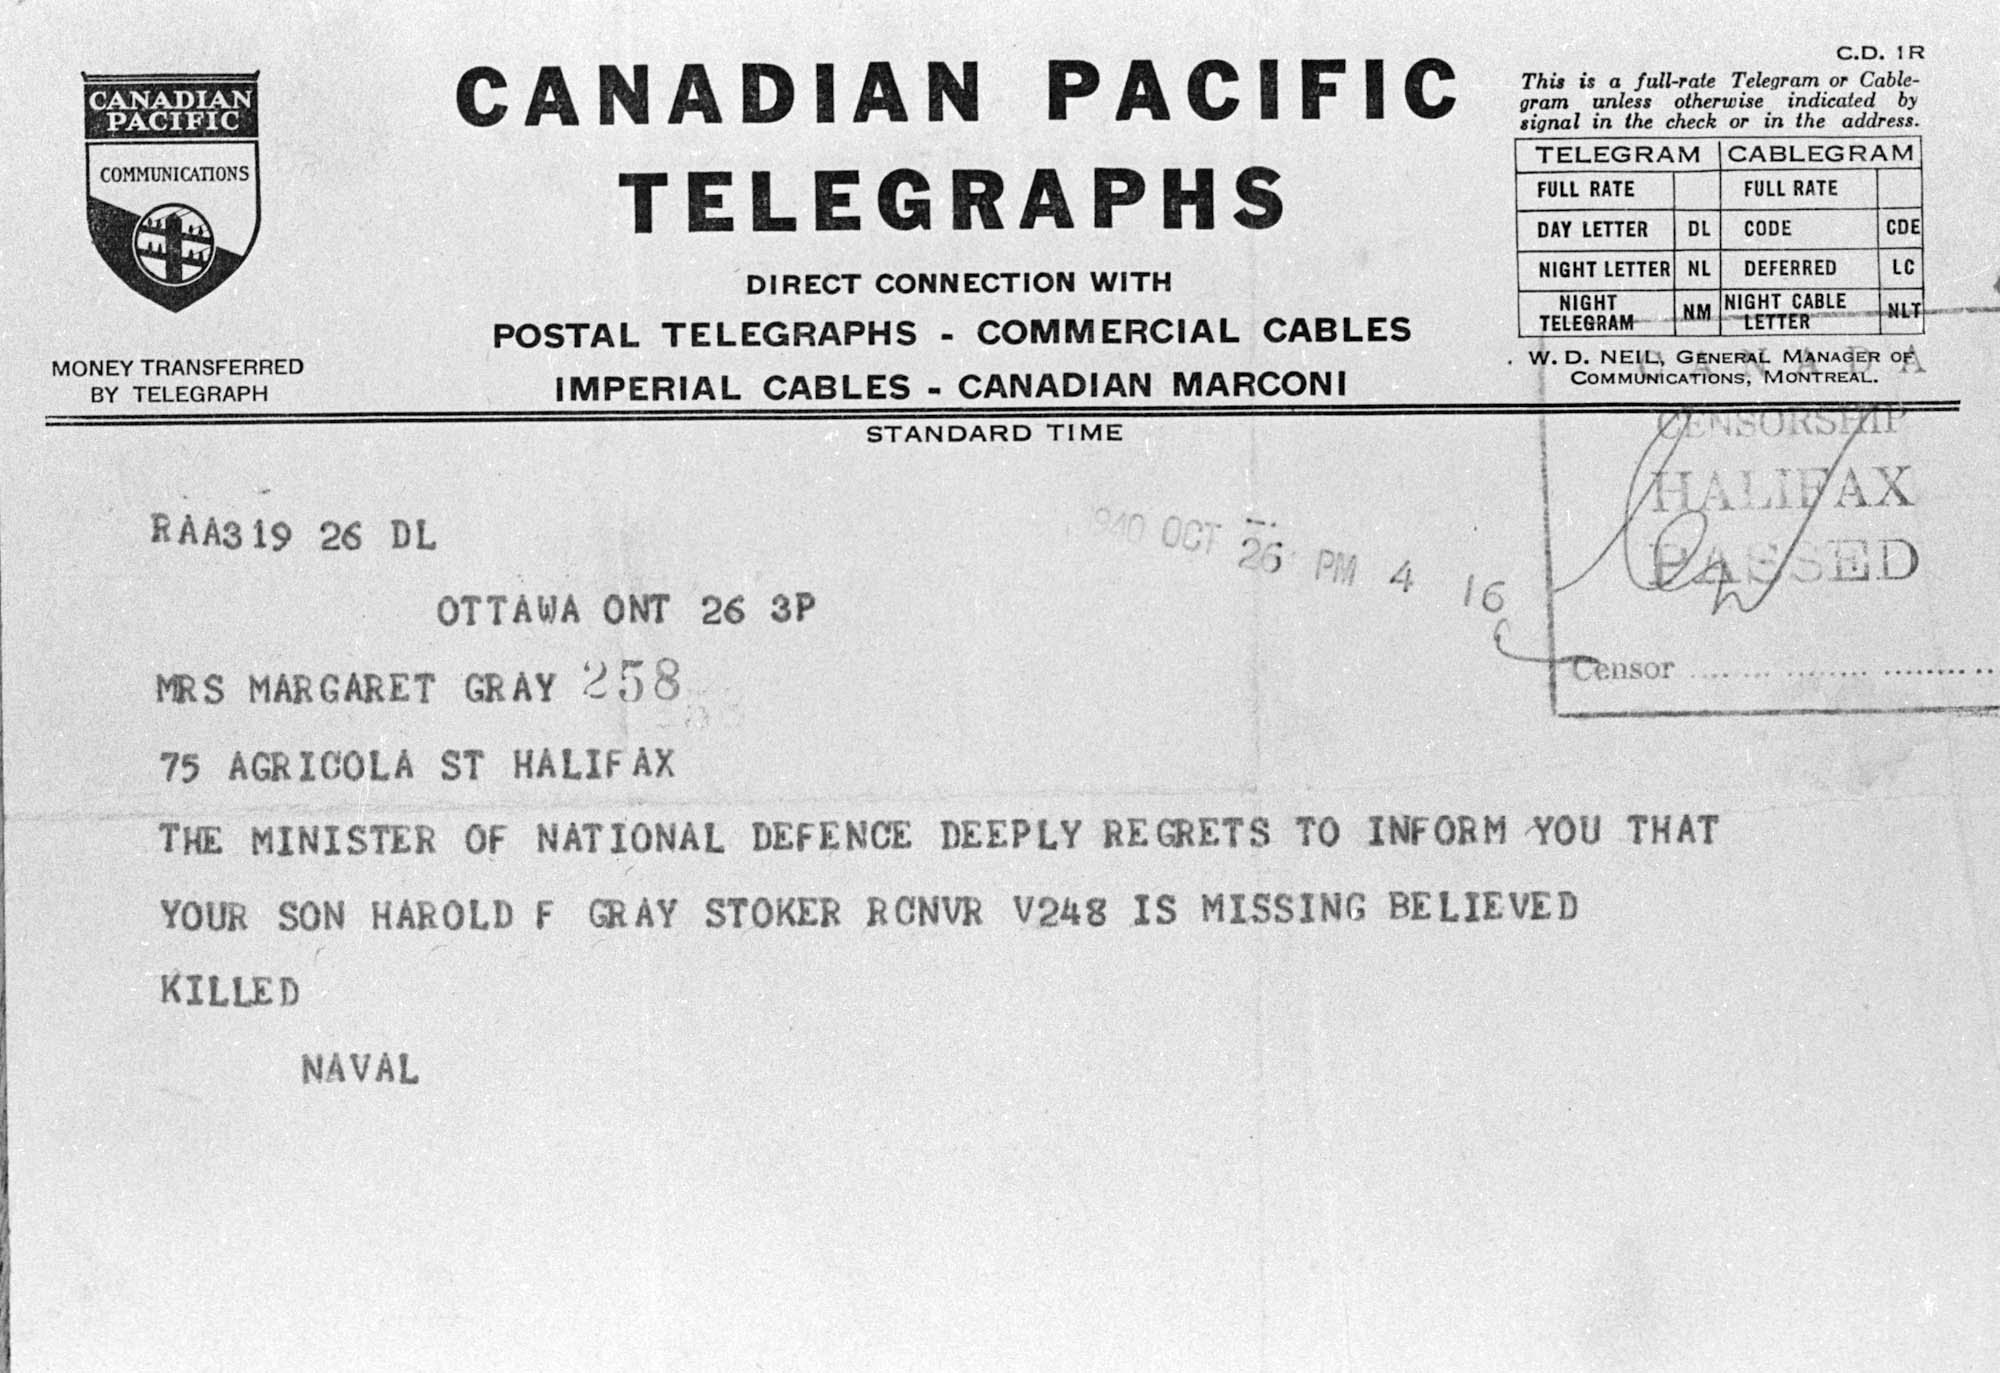 CANADIAN
PACIFIC
COMMUNICATIONS
MONEY TRANSFERRED
BY TELEGRAPH
CANADIAN PACIFIC
TELEGRAPHS
DIRECT CONNECTION WITH
POSTAL TELEGRAPHS - COMMERCIAL CABLES
IMPERIAL CABLES - CANADIAN MARCONI
C.D. 1R
This is a full-rate Telegram or Cable-
gram unless otherwise indicated by
signal in the check or in the address.
TELEGRAM CABLEGRAM
FULL RATE FULL RATE
DAY LETTER DL CODE CDE
NIGHT LETTER NL DEFERRED LC
NIGHT TELEGRAM NM NIGHT CABLE LETTER NLT
W. D. NEIL, GENERAL MANAGER OF
COMMUNICATIONS, MONTREAL.
STANDARD TIME
CANADA
CENSORSHIP
HALIFAX
PASSED
Censor
1940 OCT 26 PM 4 16
RAA319 26 DL
OTTAWA ONT 26 3P
MRS MARGARET GRAY 258
75 AGRICOLA ST HALIFAX
THE MINISTER OF NATIONAL DEFENCE DEEPLY REGRETS TO INFORM YOU THAT
YOUR SON HAROLD F GRAY STOKER RCNVR V248 IS MISSING BELIEVED
KILLED
NAVAL